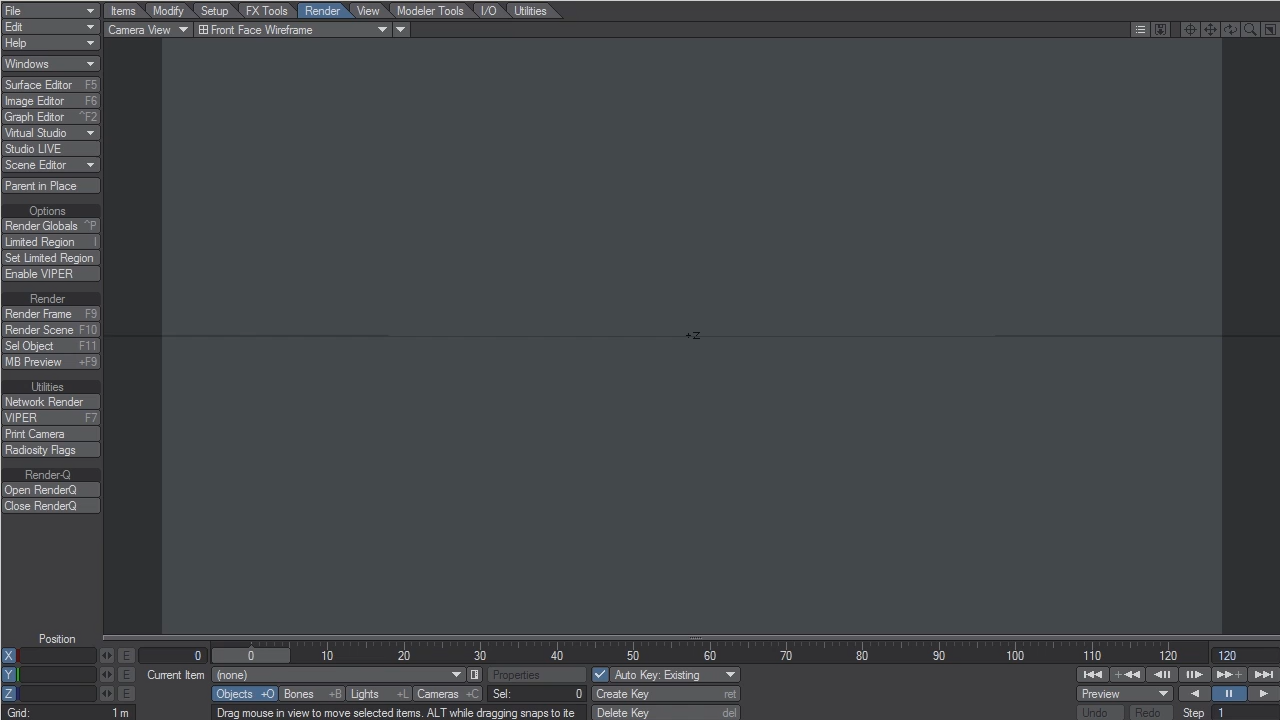 File Items Modify Setup FX Tools Render View Modeler Tools I/O Utilities
Edit Camera View Front Face Wireframe
Help
Windows
Surface Editor F5
Image Editor F6
Graph Editor ^F2
Virtual Studio
Studio LIVE
Scene Editor
Parent in Place
Options
Render Globals ^P
Limited Region l
Set Limited Region
Enable VIPER
Render
Render Frame F9
Render Scene F10
Sel Object F11
MB Preview +F9
Utilities
Network Render
VIPER F7
Print Camera
Radiosity Flags
Render-Q
Open RenderQ
Close RenderQ
+Z
Position
X E 0 0 10 20 30 40 50 60 70 80 90 100 110 120 120
Y E Current Item (none) Properties Auto Key: Existing
Z E Objects +O Bones +B Lights +L Cameras +C Sel: 0 Create Key ret Preview
Grid: 1 m Drag mouse in view to move selected items. ALT while dragging snaps to ite Delete Key del Undo Redo Step 1